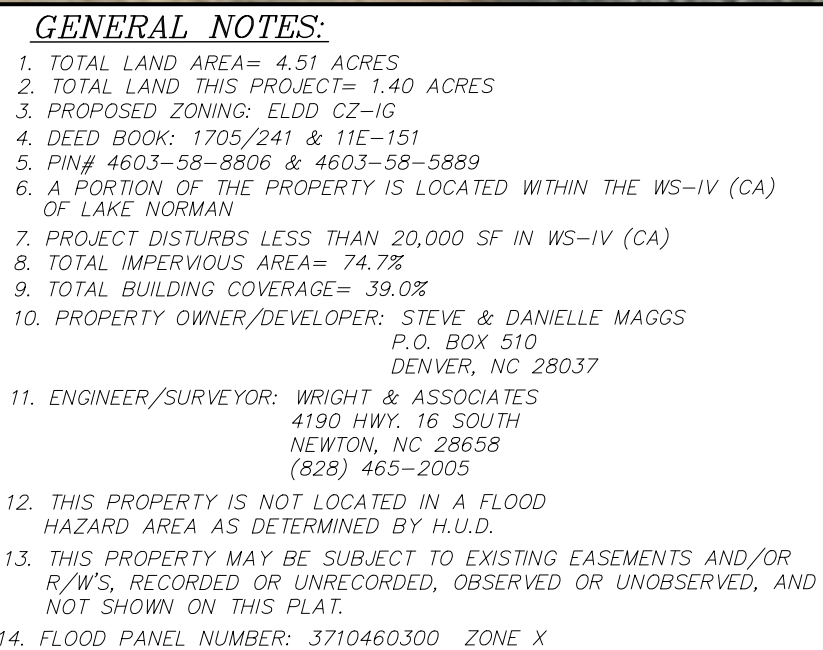 GENERAL NOTES:
1. TOTAL LAND AREA= 4.51 ACRES
2. TOTAL LAND THIS PROJECT= 1.40 ACRES
3. PROPOSED ZONING: ELDD CZ-IG
4. DEED BOOK: 1705/241 & 11E-151
5. PIN# 4603-58-8806 & 4603-58-5889
6. A PORTION OF THE PROPERTY IS LOCATED WITHIN THE WS-IV (CA)
OF LAKE NORMAN
7. PROJECT DISTURBS LESS THAN 20,000 SF IN WS-IV (CA)
8. TOTAL IMPERVIOUS AREA= 74.7%
9. TOTAL BUILDING COVERAGE= 39.0%
10. PROPERTY OWNER/DEVELOPER: STEVE & DANIELLE MAGGS
P.O. BOX 510
DENVER, NC 28037
11. ENGINEER/SURVEYOR: WRIGHT & ASSOCIATES
4190 HWY. 16 SOUTH
NEWTON, NC 28658
(828) 465-2005
12. THIS PROPERTY IS NOT LOCATED IN A FLOOD
HAZARD AREA AS DETERMINED BY H.U.D.
13. THIS PROPERTY MAY BE SUBJECT TO EXISTING EASEMENTS AND/OR
R/W'S, RECORDED OR UNRECORDED, OBSERVED OR UNOBSERVED, AND
NOT SHOWN ON THIS PLAT.
14. FLOOD PANEL NUMBER: 3710460300 ZONE X